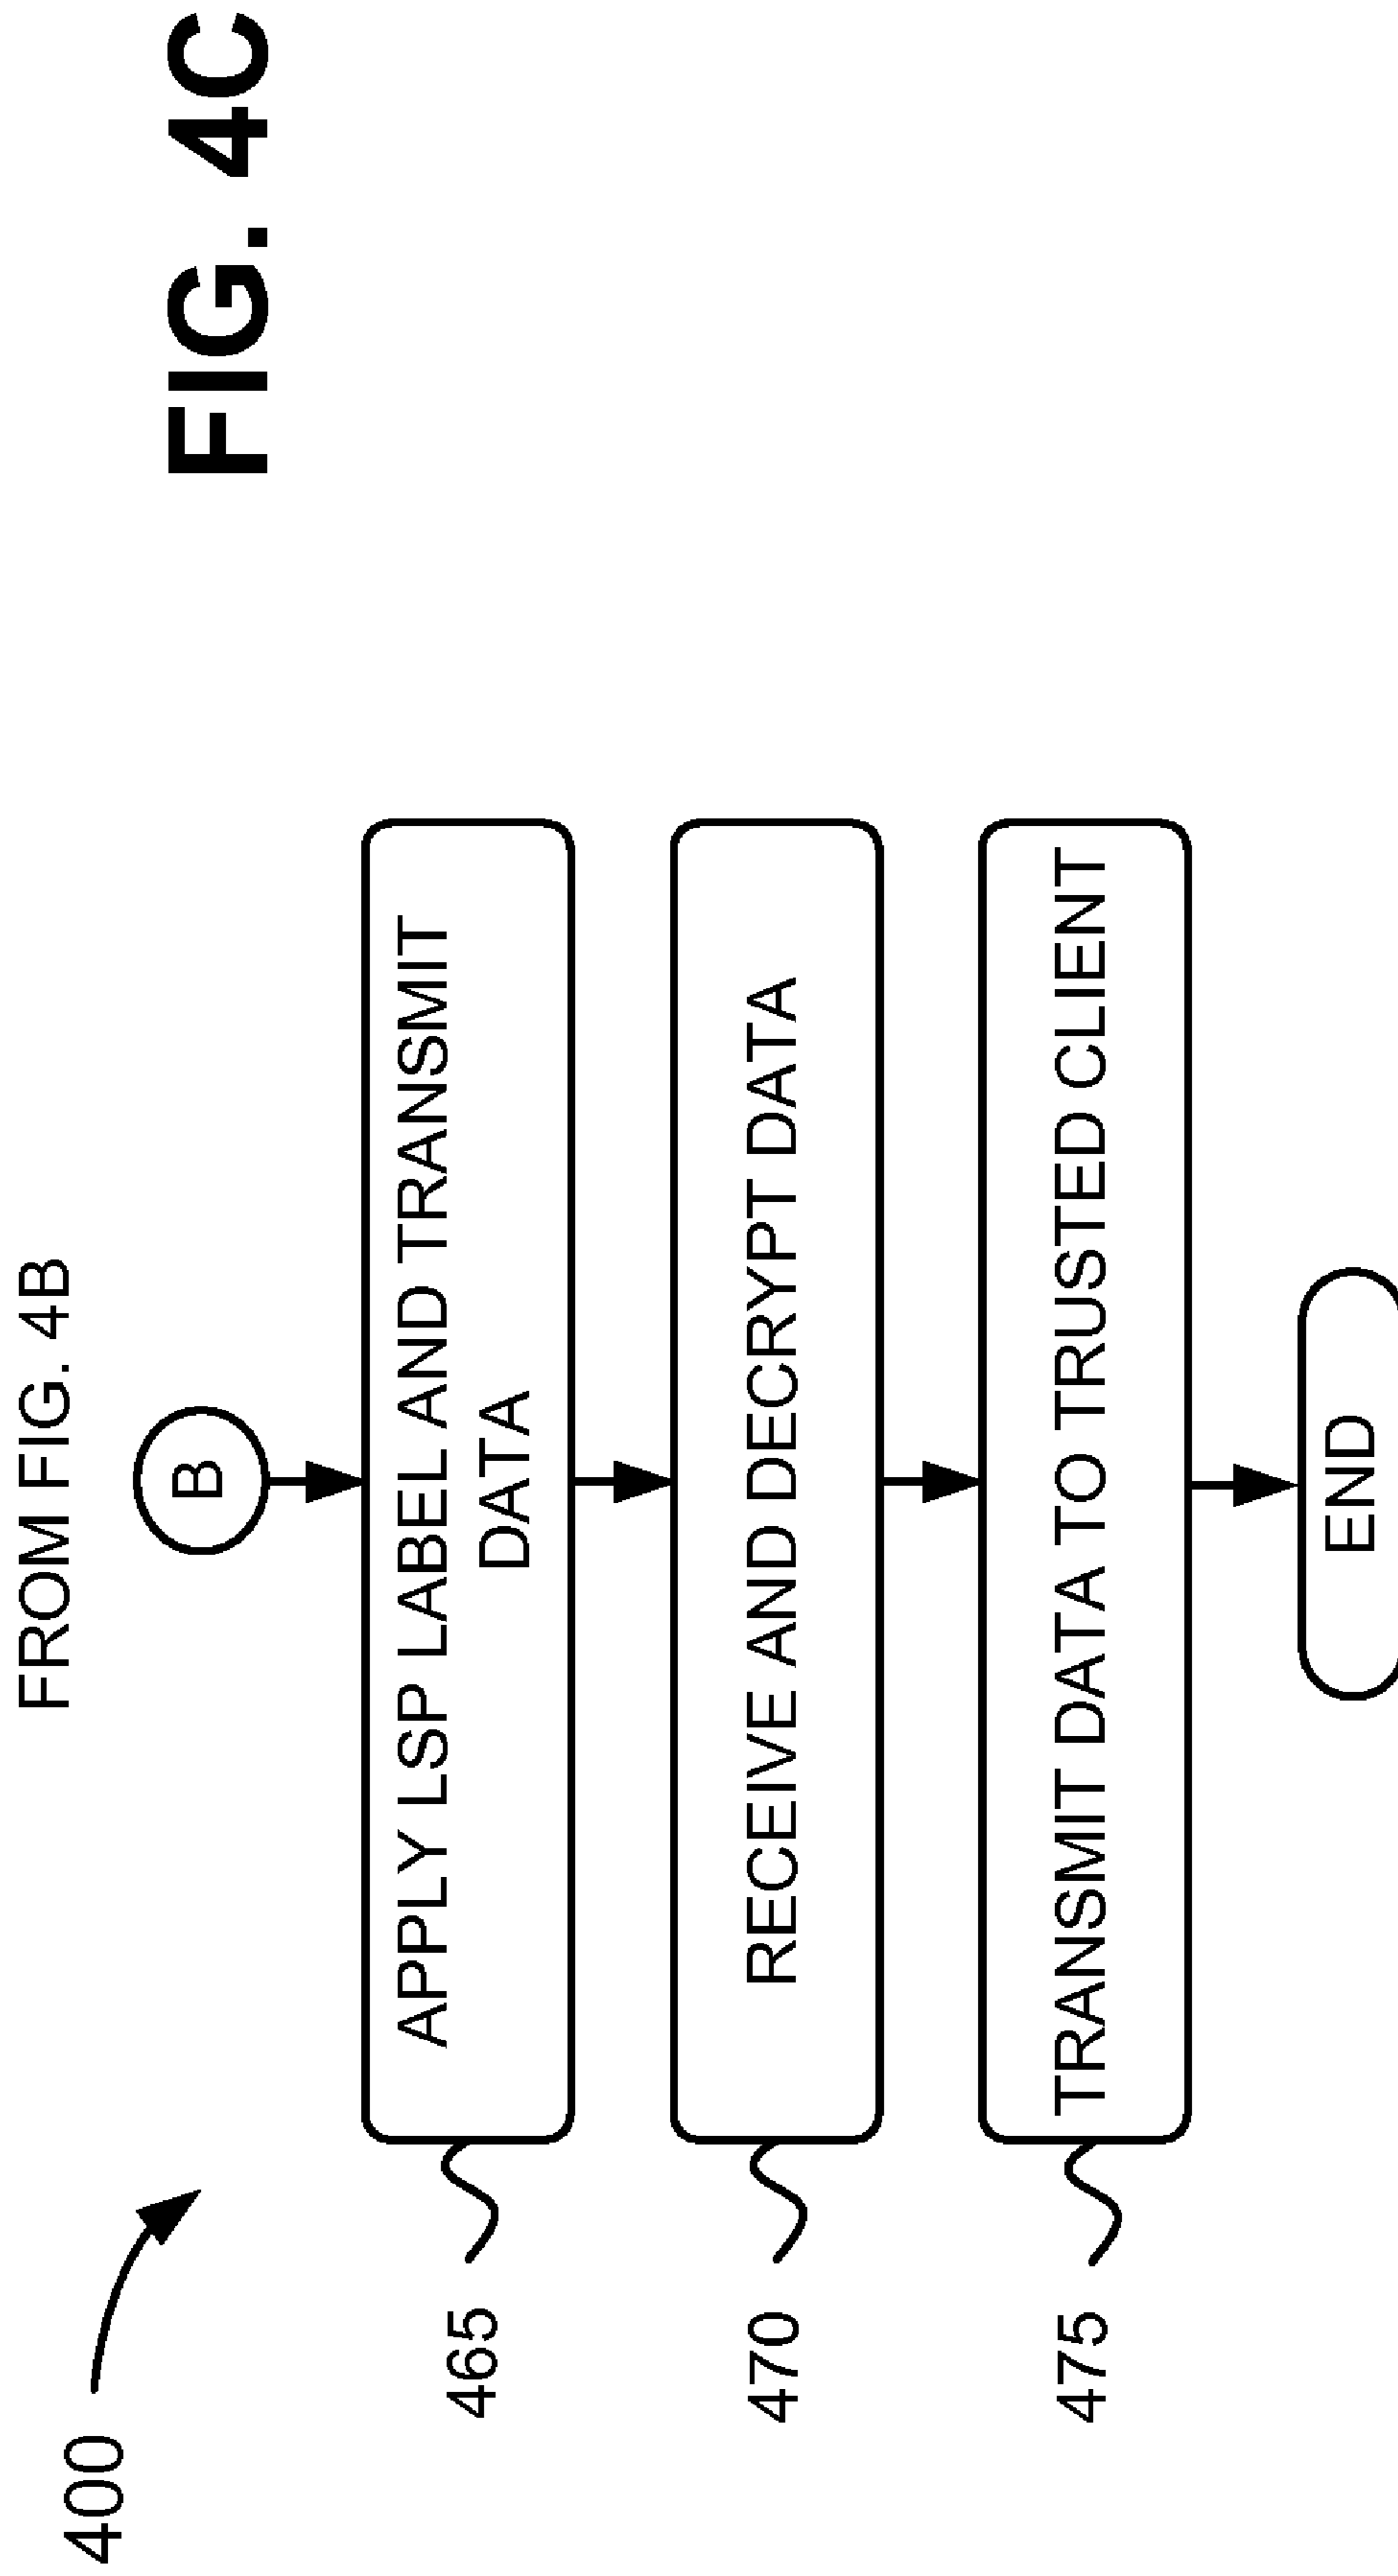 400
FROM FIG. 4B
B
465
APPLY LSP LABEL AND TRANSMIT
DATA
470
RECEIVE AND DECRYPT DATA
475
TRANSMIT DATA TO TRUSTED CLIENT
END
FIG. 4C